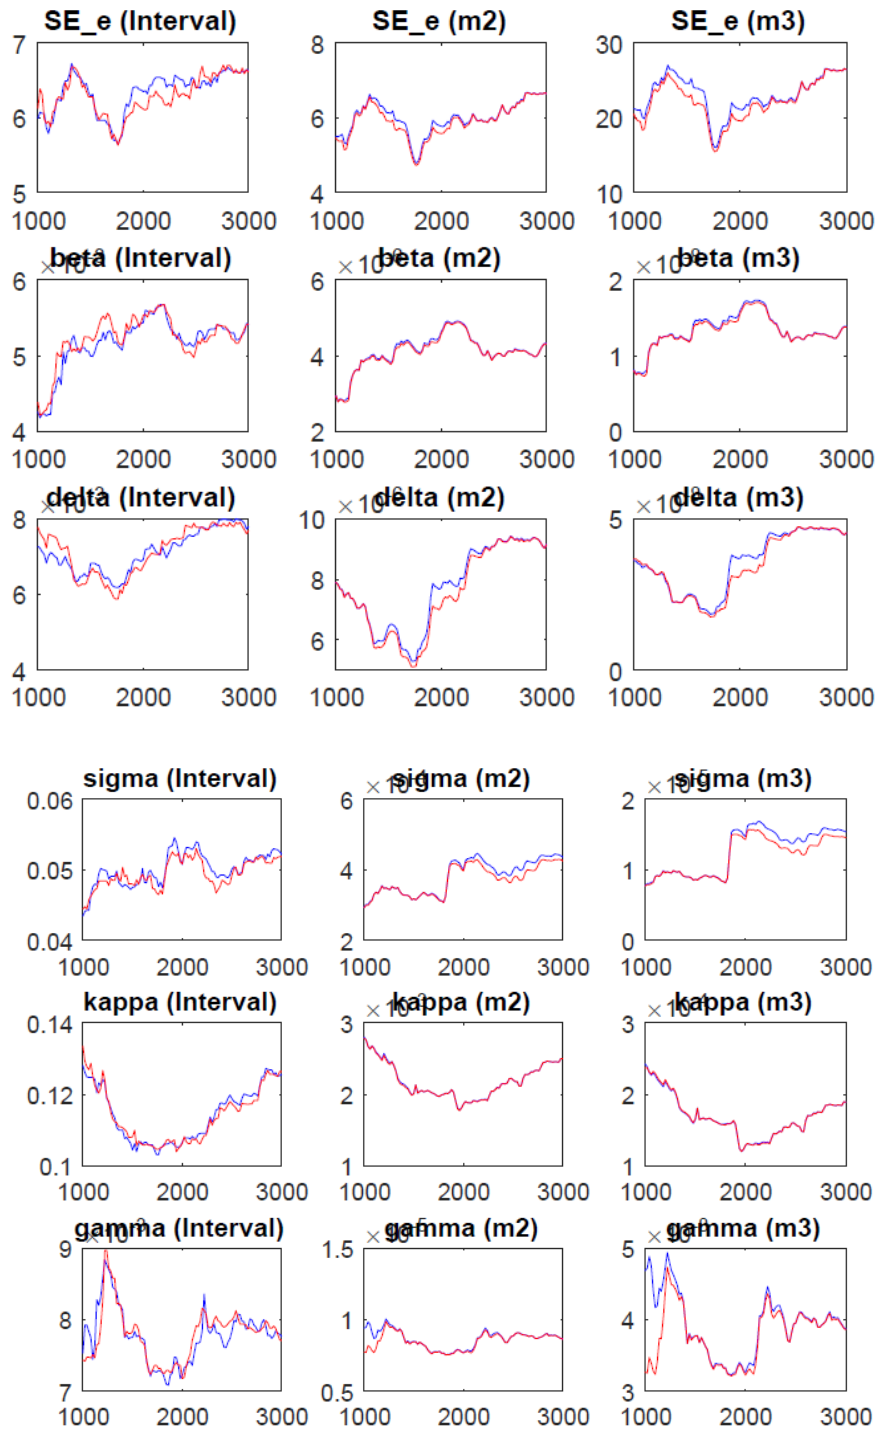 SE_e (Interval) SE_e (m2) SE_e (m3)
7 8 30
6 6 20
5 4 10
1000 2000 3000 1000 2000 3000 1000 2000 3000
beta (Interval) beta (m2) beta (m3)
6 6 2
5 4 1
4 2 0
1000 2000 3000 1000 2000 3000 1000 2000 3000
delta (Interval) delta (m2) delta (m3)
8 10 5
6 8
4 6 0
1000 2000 3000 1000 2000 3000 1000 2000 3000
sigma (Interval) sigma (m2) sigma (m3)
0.06 6 2
0.05 4 1
0.04 2 0
1000 2000 3000 1000 2000 3000 1000 2000 3000
kappa (Interval) kappa (m2) kappa (m3)
0.14 3 3
0.12 2 2
0.1 1 1
1000 2000 3000 1000 2000 3000 1000 2000 3000
gamma (Interval) gamma (m2) gamma (m3)
9 1.5 5
8 1 4
7 0.5 3
1000 2000 3000 1000 2000 3000 1000 2000 3000